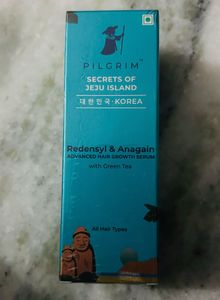 PILGRIM
SECRETS OF
JEJU ISLAND
대한민국·KOREA
Redensyl & Anagain
ADVANCED HAIR GROWTH SERUM
with Green Tea
All Hair Types